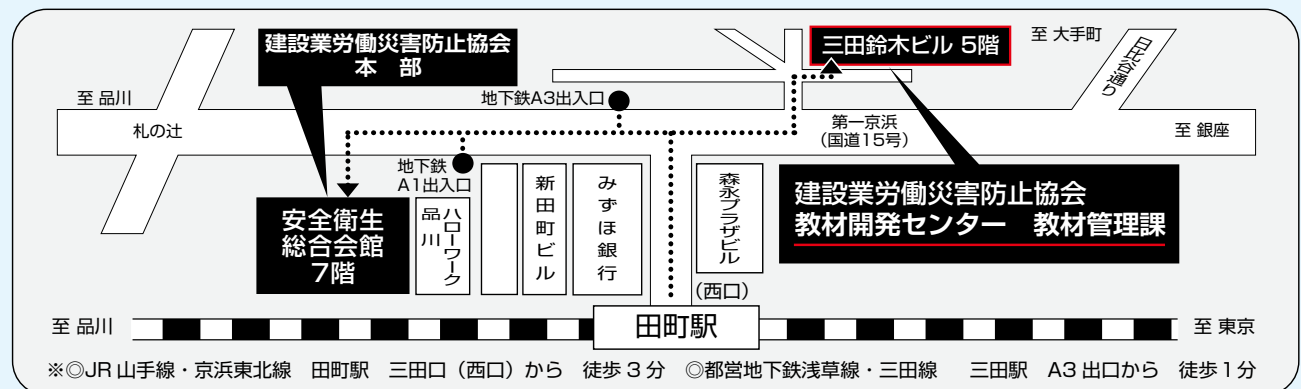 建設業労働災害防止協会
本　部
三田鈴木ビル 5階
至 大手町
日比谷通り
至 品川
地下鉄A3出入口
札の辻
第一京浜
(国道15号)
至 銀座
地下鉄
A1出入口
安全衛生
総合会館
7階
ハローワーク
品川
新田町ビル
みずほ銀行
森永プラザビル
建設業労働災害防止協会
教材開発センター　教材管理課
(西口)
至 品川
田町駅
至 東京
※◎JR 山手線・京浜東北線　田町駅　三田口（西口）から　徒歩 3 分　◎都営地下鉄浅草線・三田線　三田駅　A3 出口から　徒歩 1 分